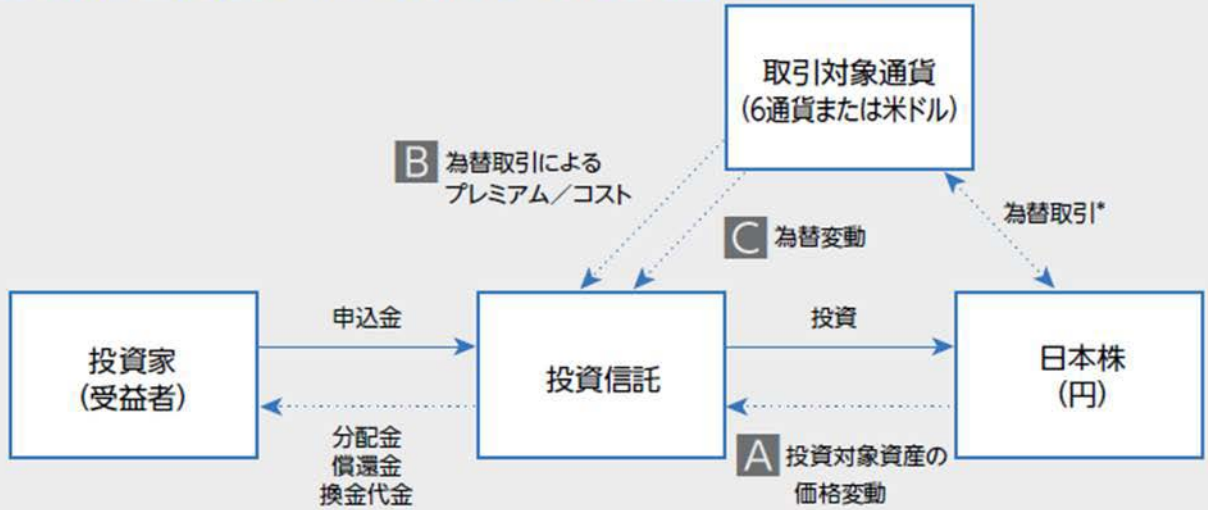 取引対象通貨
(6通貨または米ドル)
B 為替取引による
プレミアム/コスト
C 為替変動
為替取引*
申込金
投資
投資家
(受益者)
投資信託
日本株
(円)
分配金
償還金
換金代金
A 投資対象資産の
価格変動